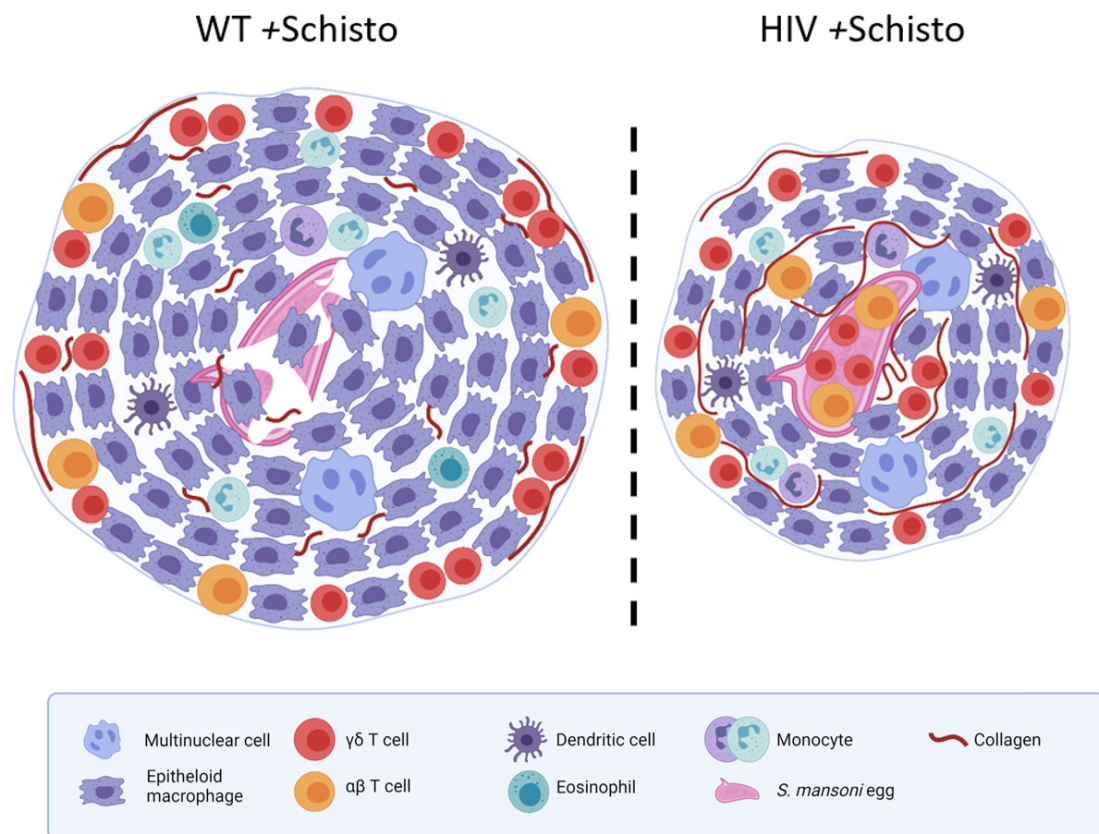 WT +Schisto
HIV +Schisto
Multinuclear cell
γδ T cell
Dendritic cell
Monocyte
Collagen
Epitheloid
macrophage
αβ T cell
Eosinophil
S. mansoni egg